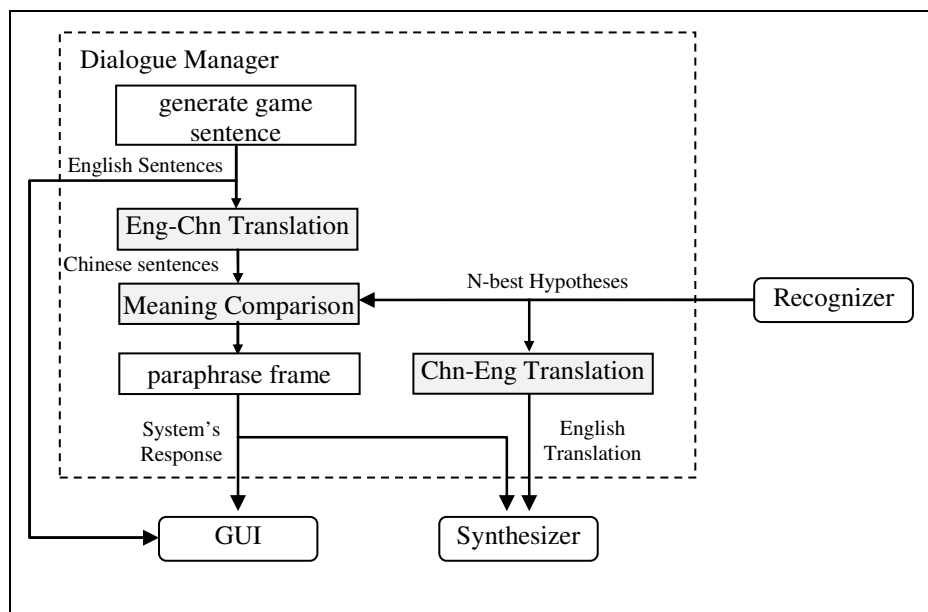 Dialogue Manager
generate game
sentence
English Sentences
Eng-Chn Translation
Chinese sentences
N-best Hypotheses
Recognizer
Meaning Comparison
paraphrase frame
Chn-Eng Translation
System's
Response
English
Translation
GUI
Synthesizer